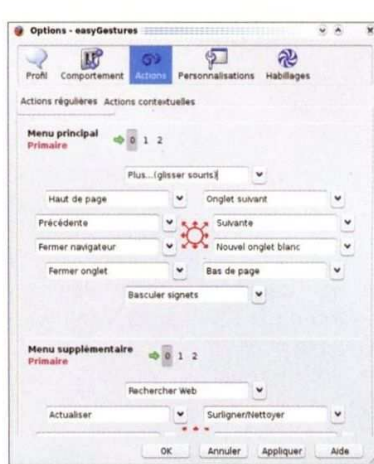 Options - easyGestures
Profil Comportement Actions Personnalisations Habillages
Actions régulières Actions contextuelles
Menu principal
Primaire
0 1 2
Plus...(glisser souris)
Haut de page Onglet suivant
Précédente Suivante
Fermer navigateur Nouvel onglet blanc
Fermer onglet Bas de page
Basculer signets
Menu supplémentaire
Primaire
0 1 2
Rechercher Web
Actualiser Surligner/Nettoyer
OK Annuler Appliquer Aide